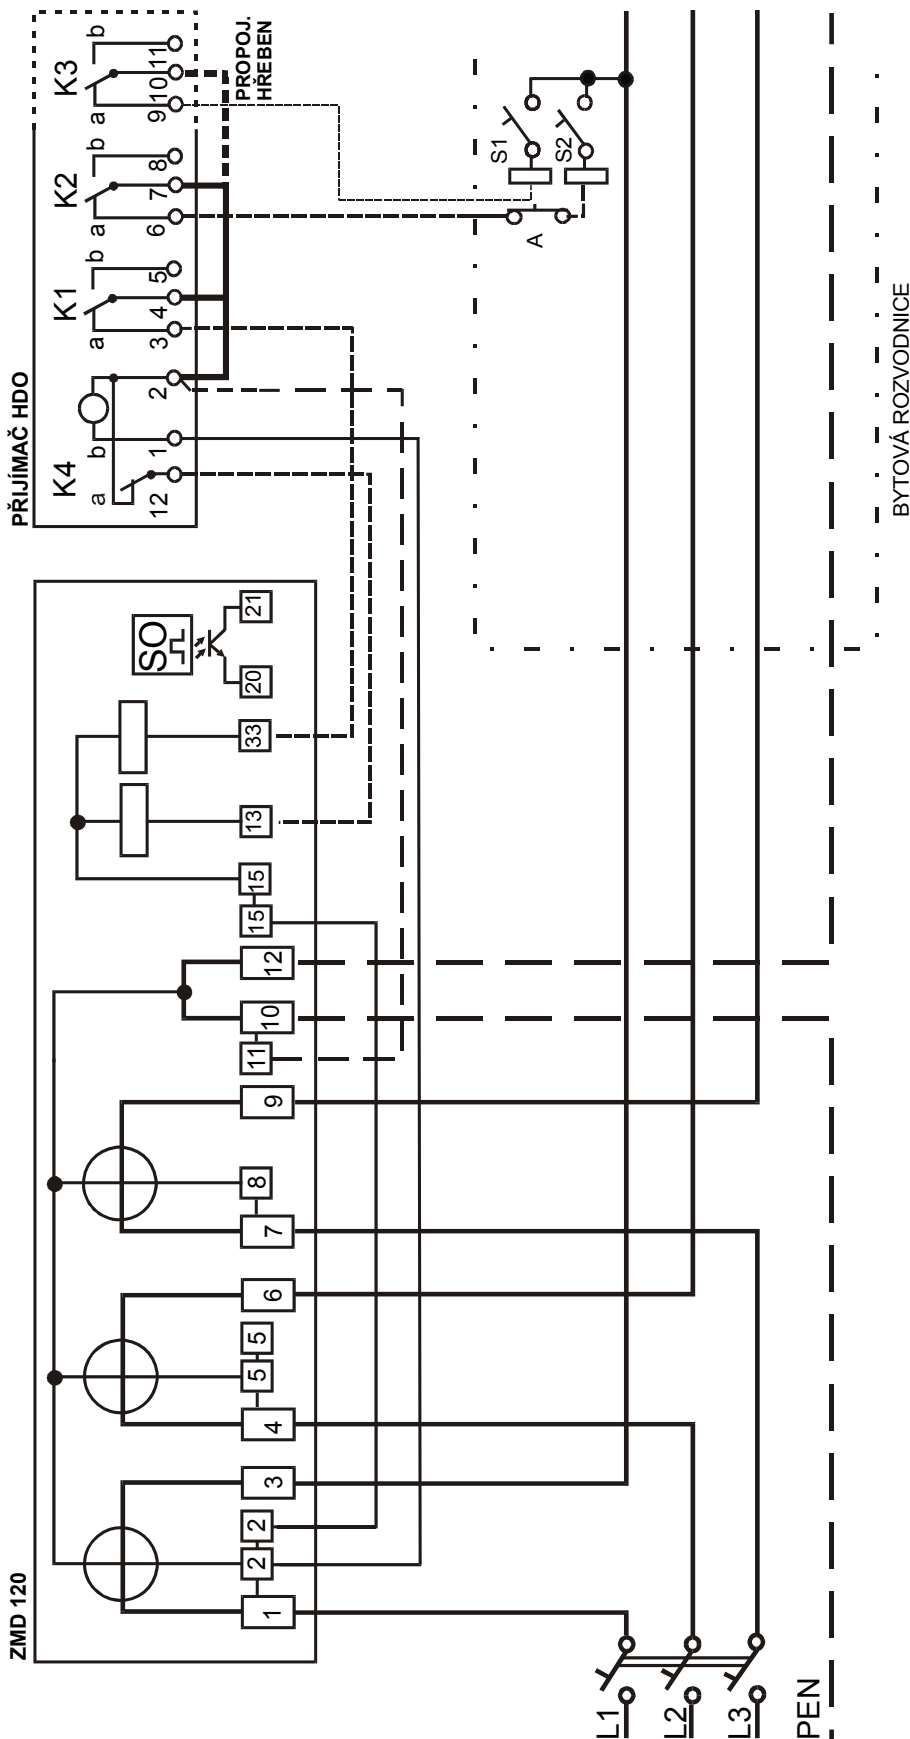 ZMD 120
1
2
2
3
4
5
5
6
7
8
9
11
10
12
15
15
13
33
20
21
SO
PŘIJÍMAČ HDO
K4
a
b
12
1
2
K1
a
b
3
4
5
K2
a
b
6
7
8
K3
a
b
9
10
11
PROPOJ.
HŘEBEN
S1
S2
A
L1
L2
L3
PEN
BYTOVÁ ROZVODNICE